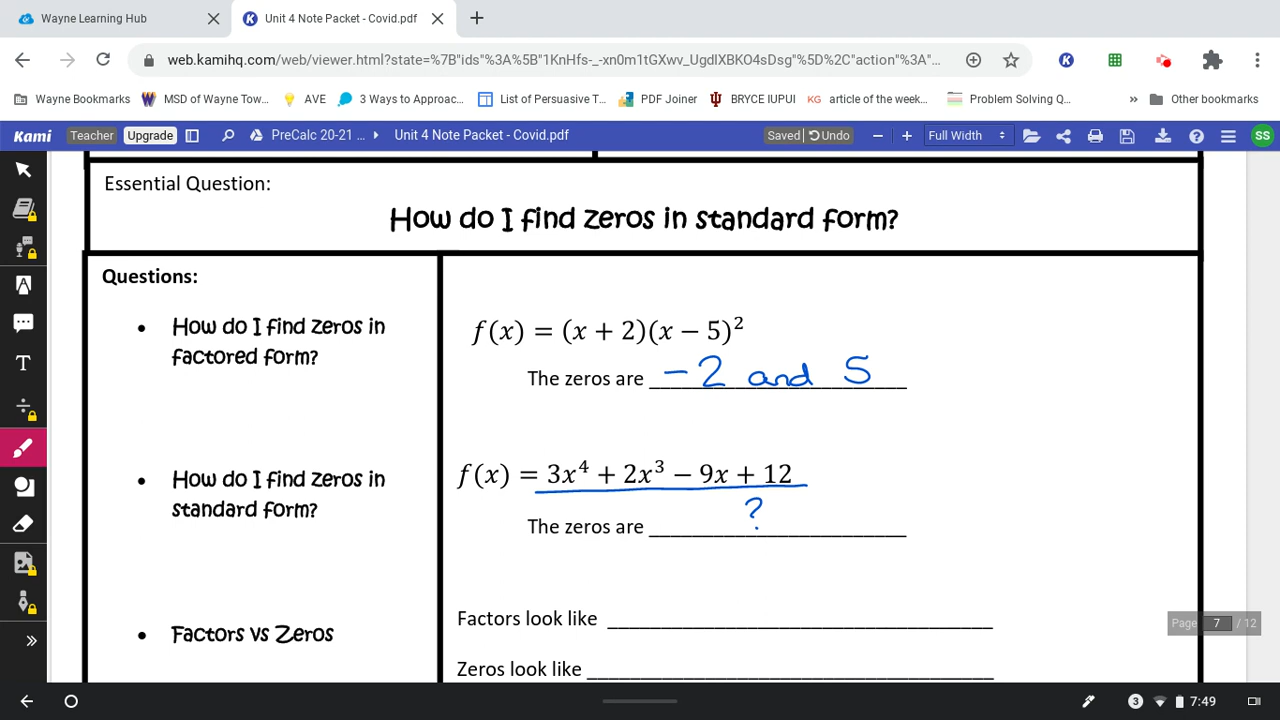 Wayne Learning Hub
Unit 4 Note Packet - Covid.pdf
web.kamihq.com/web/viewer.html?state=%7B"ids"%3A%5B"1KnHfs-_-xn0m1tGXwv_UgdIXBKO4sDsg"%5D%2C"action"%3A"...
Wayne Bookmarks
MSD of Wayne Tow...
AVE
3 Ways to Approac...
List of Persuasive T...
PDF Joiner
BRYCE IUPUI
KG article of the week...
Problem Solving Q...
»
Other bookmarks
Kami Teacher Upgrade
PreCalc 20-21 ...
Unit 4 Note Packet - Covid.pdf
Saved Undo
Full Width
SS
Essential Question:
How do I find zeros in standard form?
Questions:
• How do I find zeros in
factored form?
f(x) = (x + 2)(x − 5)²
The zeros are -2 and 5
• How do I find zeros in
standard form?
f(x) = 3x⁴ + 2x³ − 9x + 12
The zeros are ?
• Factors vs Zeros
Factors look like ____
Zeros look like ____
Page 7 / 12
3
7:49